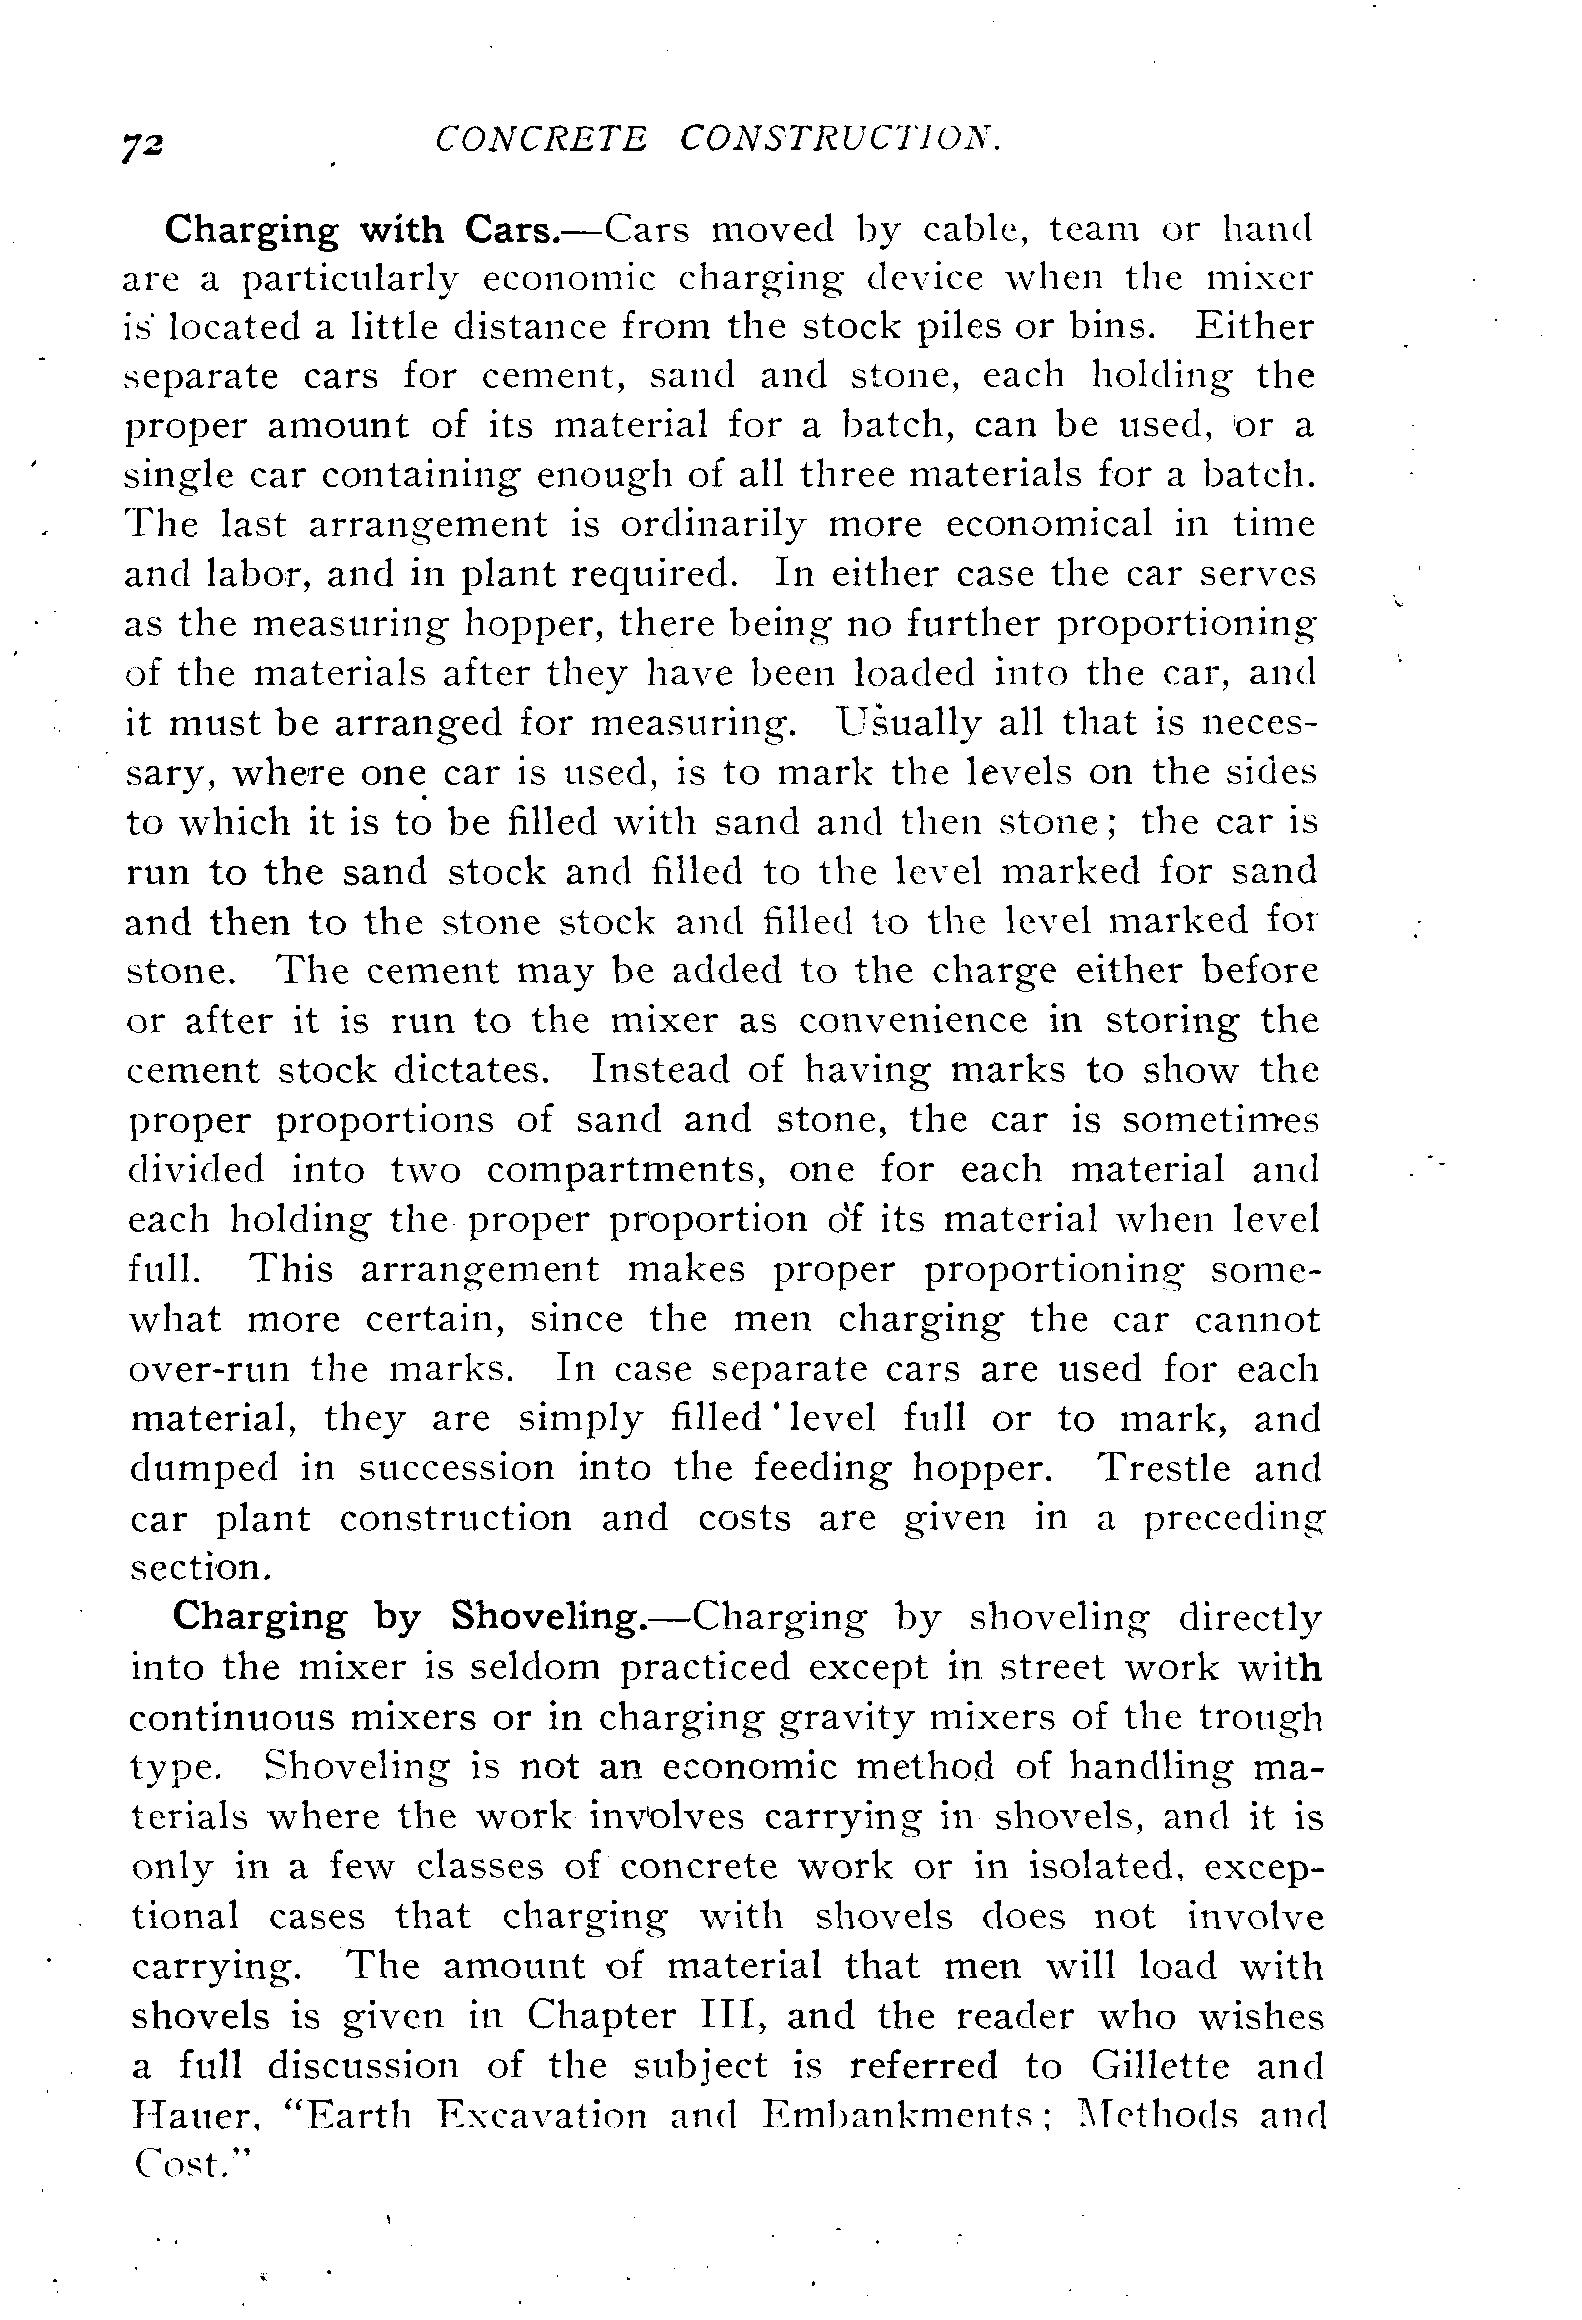 72 CONCRETE CONSTRUCTION.
Charging with Cars.—Cars moved by cable, team or hand
are a particularly economic charging device when the mixer
is located a little distance from the stock piles or bins. Either
separate cars for cement, sand and stone, each holding the
proper amount of its material for a batch, can be used, or a
single car containing enough of all three materials for a batch.
The last arrangement is ordinarily more economical in time
and labor, and in plant required. In either case the car serves
as the measuring hopper, there being no further proportioning
of the materials after they have been loaded into the car, and
it must be arranged for measuring. Usually all that is neces-
sary, where one car is used, is to mark the levels on the sides
to which it is to be filled with sand and then stone; the car is
run to the sand stock and filled to the level marked for sand
and then to the stone stock and filled to the level marked for
stone. The cement may be added to the charge either before
or after it is run to the mixer as convenience in storing the
cement stock dictates. Instead of having marks to show the
proper proportions of sand and stone, the car is sometimes
divided into two compartments, one for each material and
each holding the proper proportion of its material when level
full. This arrangement makes proper proportioning some-
what more certain, since the men charging the car cannot
over-run the marks. In case separate cars are used for each
material, they are simply filled level full or to mark, and
dumped in succession into the feeding hopper. Trestle and
car plant construction and costs are given in a preceding
section.
Charging by Shoveling.—Charging by shoveling directly
into the mixer is seldom practiced except in street work with
continuous mixers or in charging gravity mixers of the trough
type. Shoveling is not an economic method of handling ma-
terials where the work involves carrying in shovels, and it is
only in a few classes of concrete work or in isolated, excep-
tional cases that charging with shovels does not involve
carrying. The amount of material that men will load with
shovels is given in Chapter III, and the reader who wishes
a full discussion of the subject is referred to Gillette and
Hauer, "Earth Excavation and Embankments; Methods and
Cost."